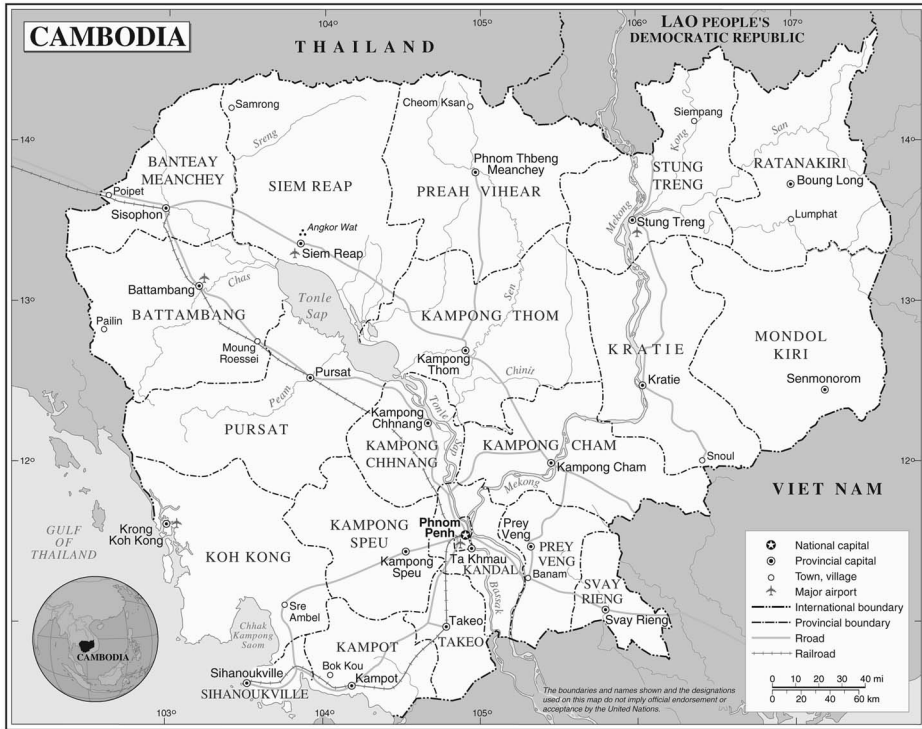 CAMBODIA
104°
105°
106°
107°
THAILAND
LAO PEOPLE'S
DEMOCRATIC REPUBLIC
Samrong
Cheom Ksan
Siempang
San
Kong
Sreng
14°
14°
BANTEAY
MEANCHEY
SIEM REAP
Phnom Thbeng
Meanchey
PREAH VIHEAR
STUNG
TRENG
RATANAKIRI
Boung Long
Poipet
Sisophon
Angkor Wat
Siem Reap
Mekong
Stung Treng
Lumphat
13°
13°
Battambang
Chas
BATTAMBANG
Tonle
Sap
Sen
KAMPONG THOM
Pailin
Moung
Roessei
Kampong
Thom
KRATIE
MONDOL
KIRI
Pursat
Chinit
Kratie
Senmonorom
Peam
PURSAT
Kampong
Chhnang
Tonle
Sap
KAMPONG
CHHNANG
KAMPONG CHAM
Kampong Cham
Snoul
12°
12°
Mekong
VIET NAM
GULF
OF
THAILAND
Krong
Koh Kong
KOH KONG
KAMPONG
SPEU
Phnom
Penh
Prey
Veng
PREY
VENG
Kampong
Speu
Ta Khmau
KANDAL
Banam
SVAY
RIENG
Svay Rieng
Bassak
Sre
Ambel
Chhak
Kampong
Saom
Takeo
TAKEO
KAMPOT
Bok Kou
Kampot
Sihanoukville
SIHANOUKVILLE
CAMBODIA
National capital
Provincial capital
Town, village
Major airport
International boundary
Provincial boundary
Rroad
Railroad
0 10 20 30 40 mi
0 20 40 60 km
The boundaries and names shown and the designations
used on this map do not imply official endorsement or
acceptance by the United Nations.
103°
104°
105°